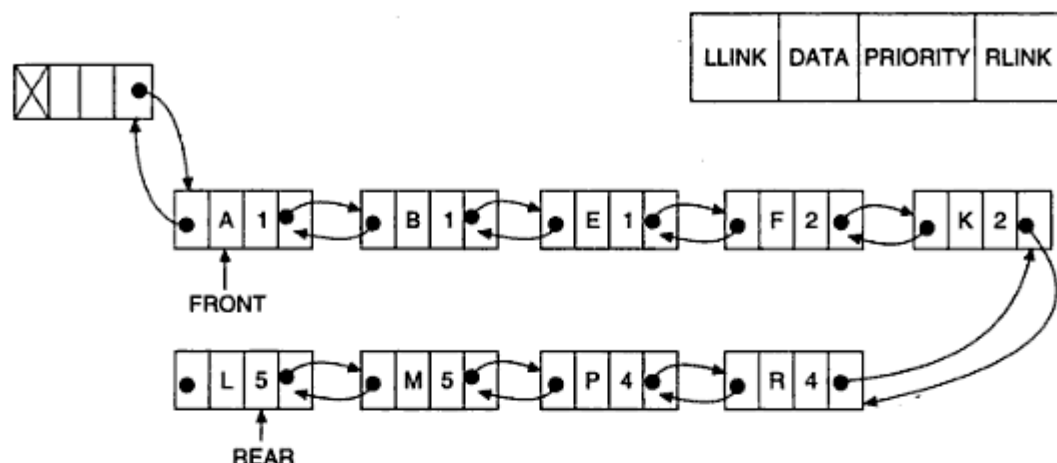 LLINK DATA PRIORITY RLINK
A 1 B 1 E 1 F 2 K 2
FRONT
L 5 M 5 P 4 R 4
REAR